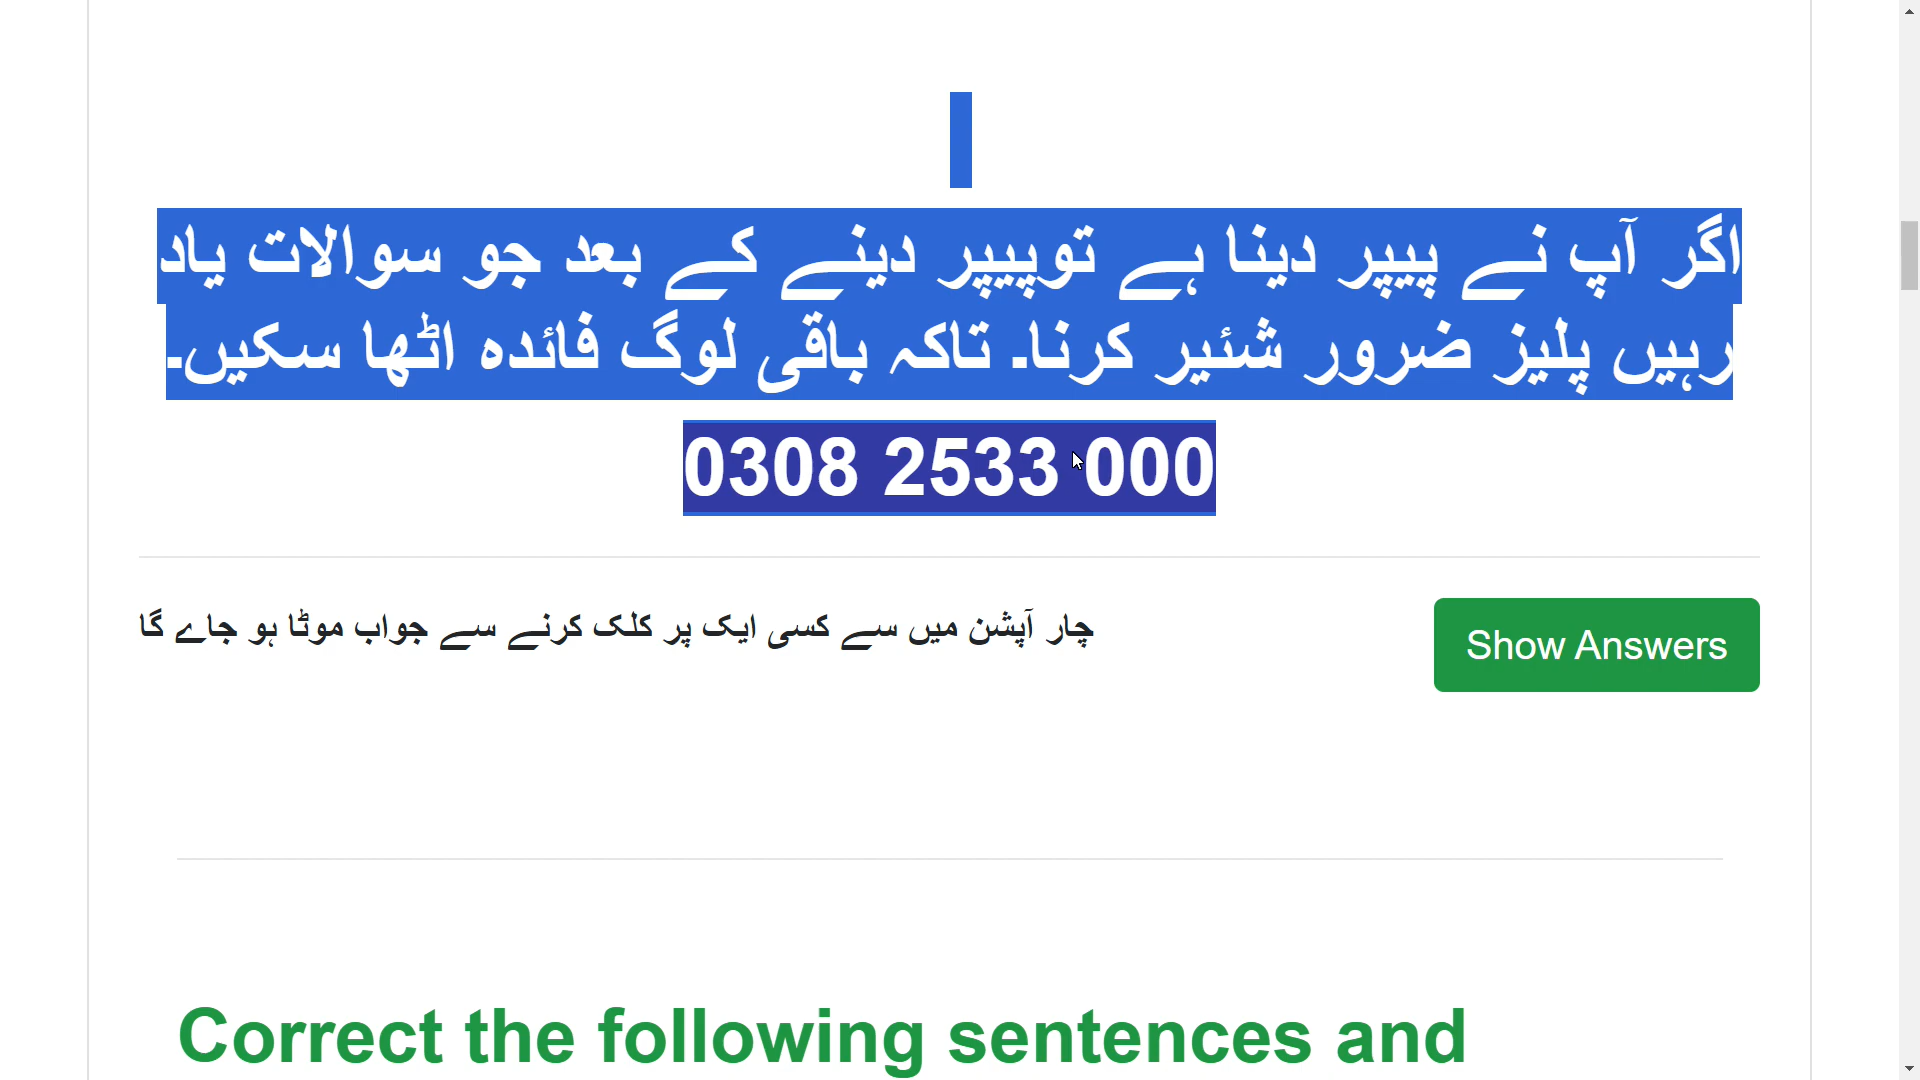 اگر آپ نے پیپر دینا ہے توپیپر دینے کے بعد جو سوالات یاد
رہیں پلیز ضرور شئیر کرنا۔ تاکہ باقی لوگ فائدہ اٹھا سکیں۔
0308 2533 000
چار آپشن میں سے کسی ایک پر کلک کرنے سے جواب موٹا ہو جاے گا
Show Answers
Correct the following sentences and